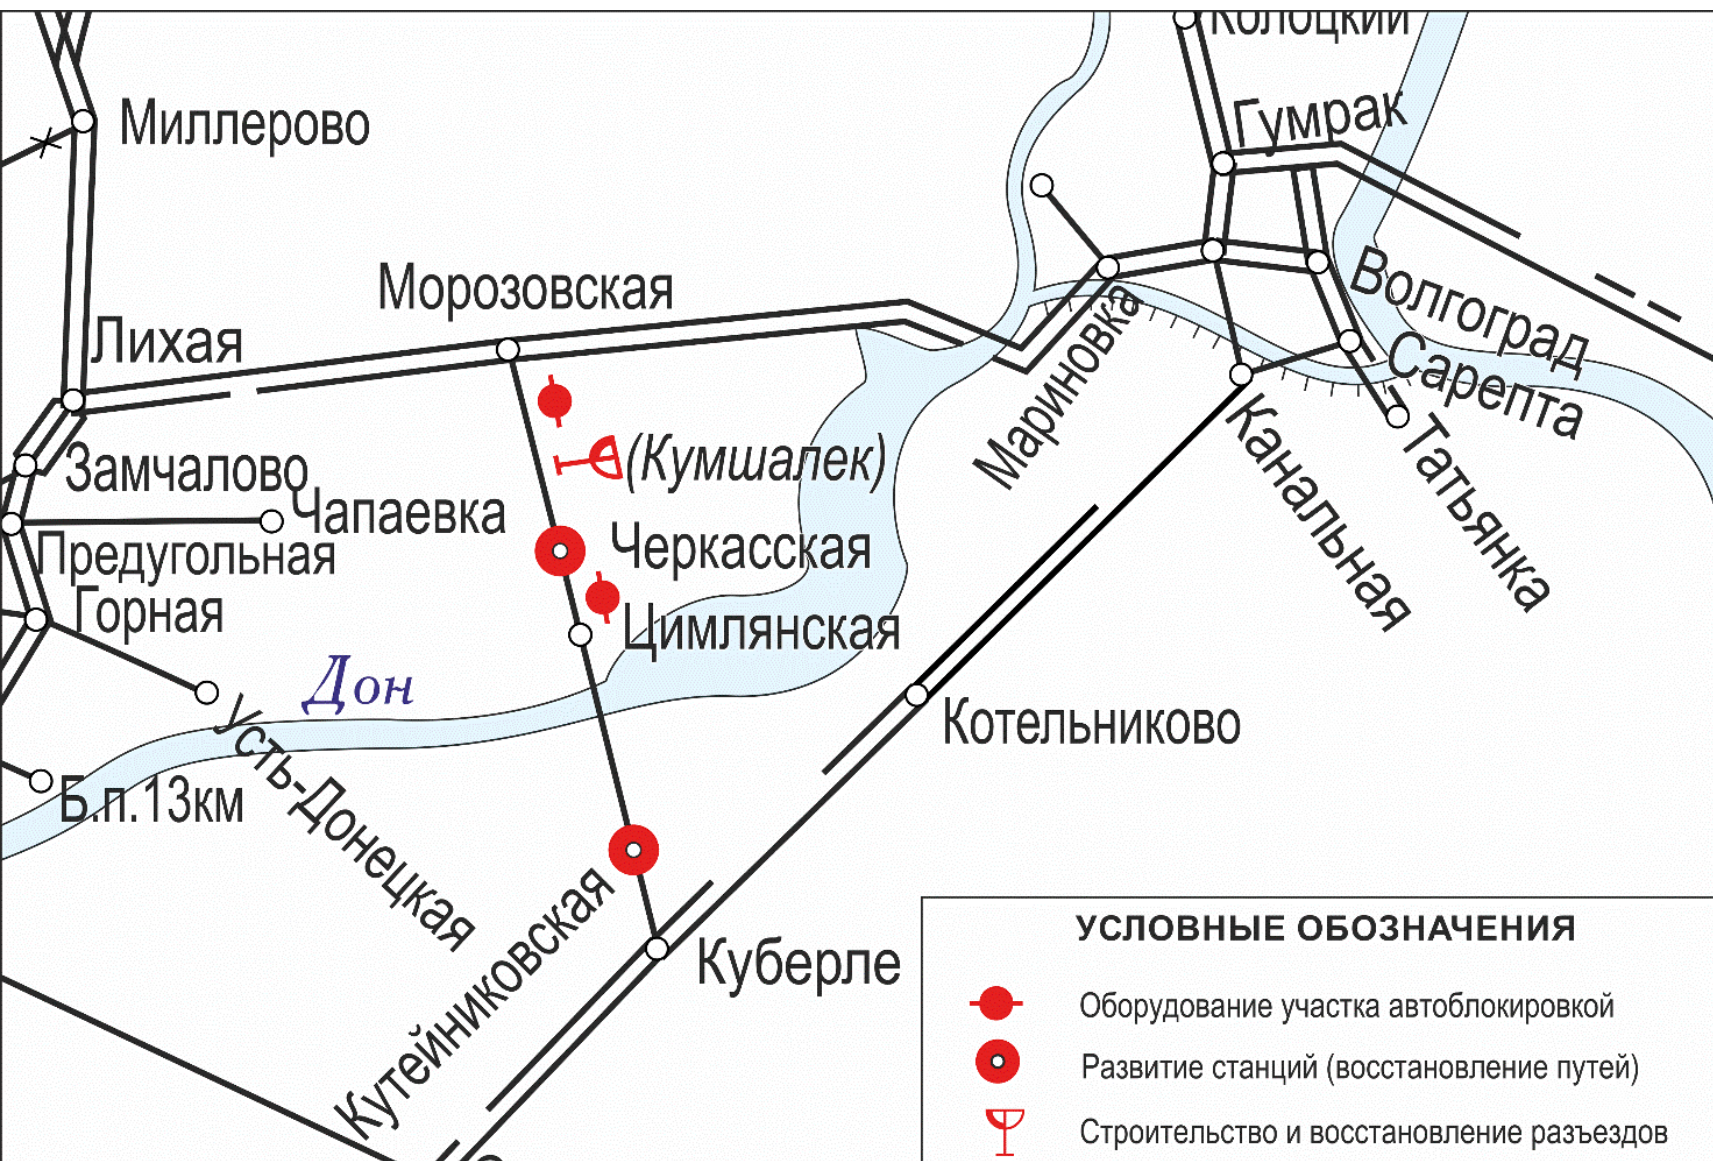 Колоцкий
Гумрак
Миллерово
Морозовская
Волгоград
Лихая
Сарепта
Мариновка
Замчалово
(Кумшалек)
Канальная
Татьянка
Чапаевка
Предугольная
Черкасская
Горная
Цимлянская
Дон
Усть-Донецкая
Котельниково
Б.п.13км
Кутейниковская
Куберле
УСЛОВНЫЕ ОБОЗНАЧЕНИЯ
Оборудование участка автоблокировкой
Развитие станций (восстановление путей)
Строительство и восстановление разъездов